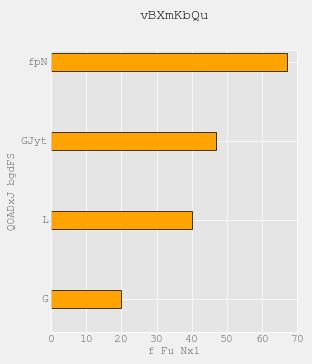 vBXmKbQu
fpN
GJyt
L
G
QOADxJ bgdFS
0 10 20 30 40 50 60 70
f Fu Nxl